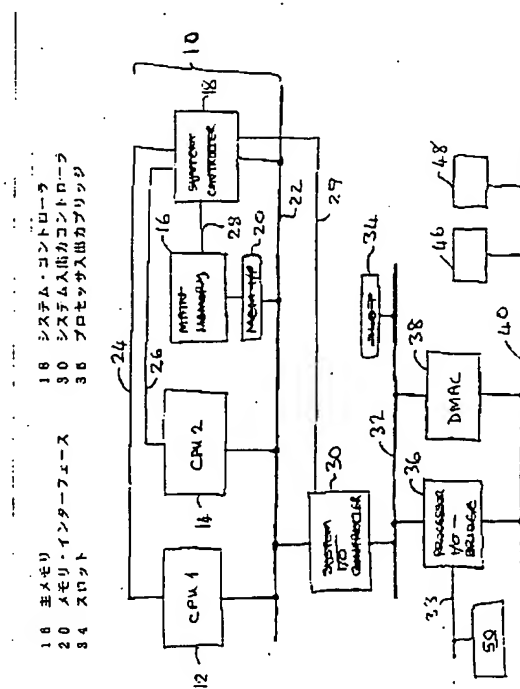 16 主メモリ
20 メモリ・インターフェース
34 スロット
18 システム・コントローラ
30 システム入出力コントローラ
36 プロセッサ入出力ブリッジ
10
24
26
CPU 1
12
CPU 2
14
MAIN
MEMORY
16
28
MEM I/F
20
SYSTEM
CONTROLLER
18
22
29
SYSTEM
I/O
CONTROLLER
30
32
SLOT
34
PROCESSOR
I/O
BRIDGE
36
33
50
DMAC
38
46
48
40